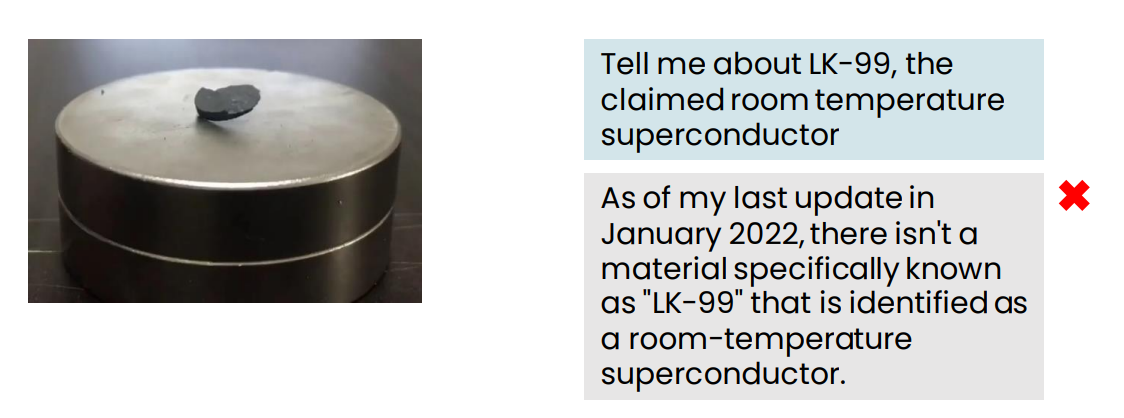 Tell me about LK-99, the
claimed room temperature
superconductor
As of my last update in
January 2022, there isn't a
material specifically known
as "LK-99" that is identified as
a room-temperature
superconductor.